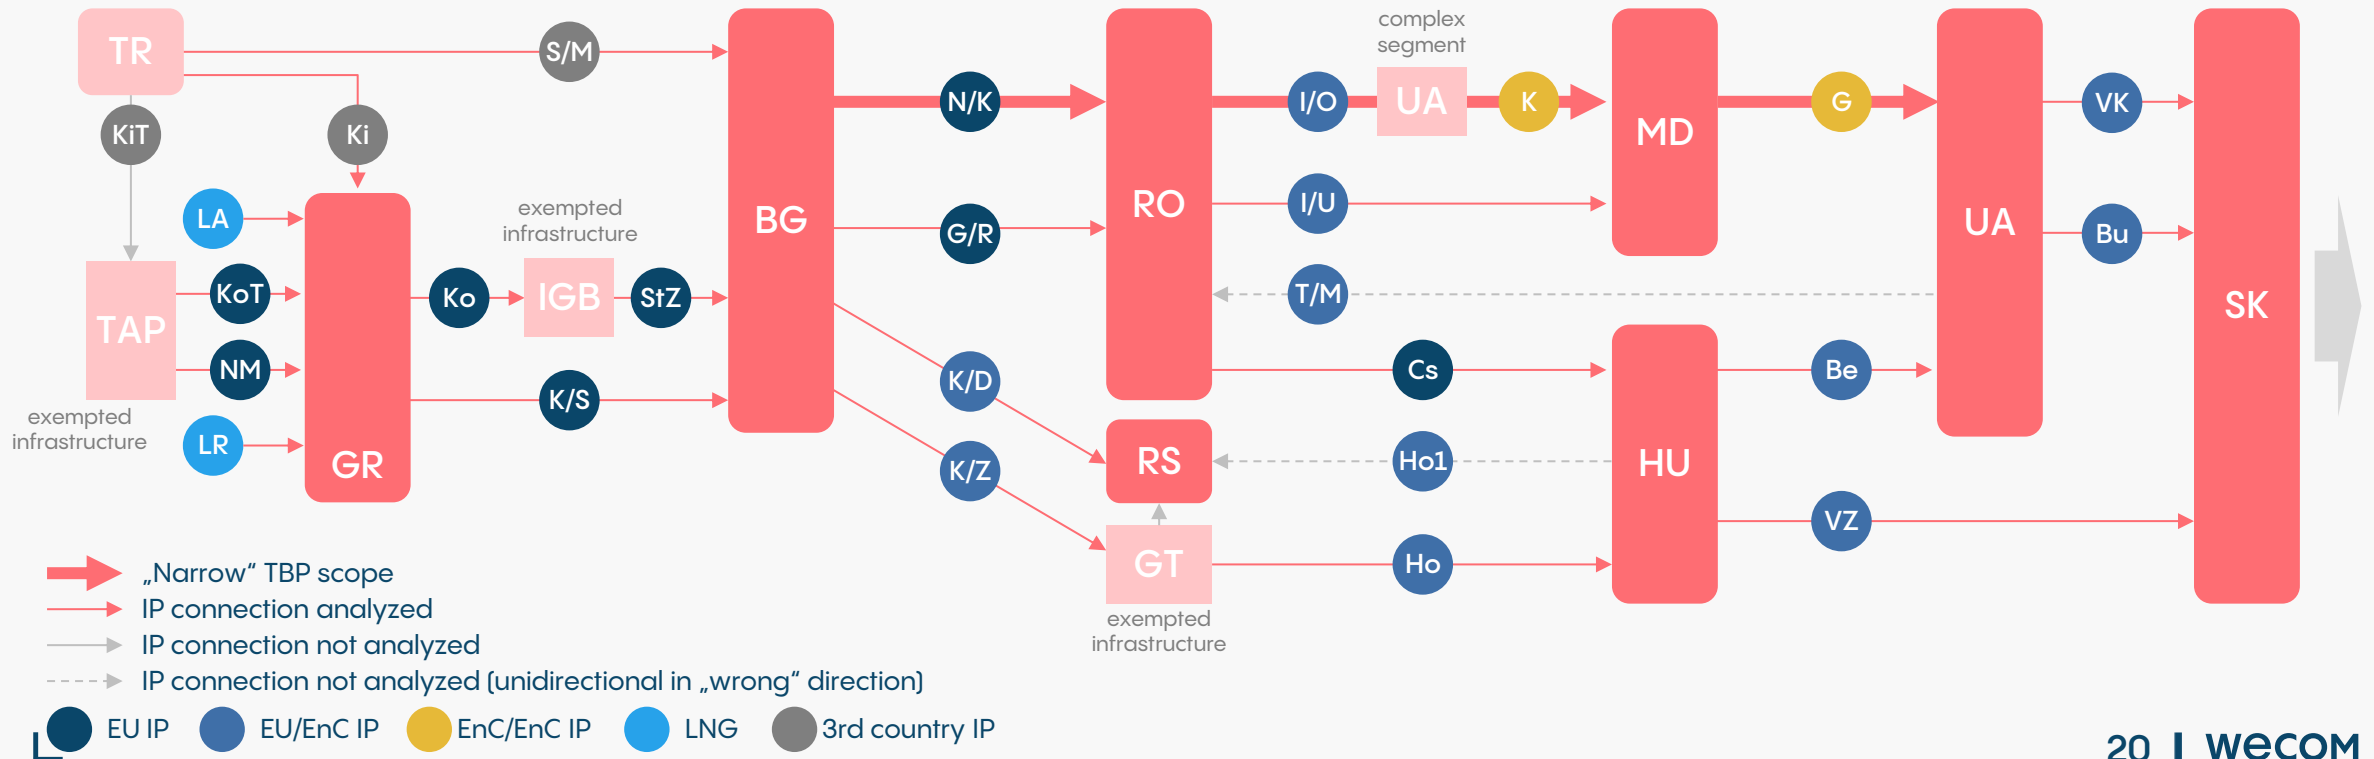 TR
S/M
KiT
Ki
LA
TAP
KoT
NM
LR
exempted
infrastructure
GR
Ko
exempted
infrastructure
IGB
StZ
K/S
BG
N/K
G/R
K/D
K/Z
RO
RS
GT
exempted
infrastructure
complex
segment
I/O
UA
K
I/U
T/M
Cs
Ho1
Ho
MD
HU
G
Be
VZ
UA
VK
Bu
SK
„Narrow“ TBP scope
IP connection analyzed
IP connection not analyzed
IP connection not analyzed (unidirectional in „wrong“ direction)
EU IP
EU/EnC IP
EnC/EnC IP
LNG
3rd country IP
20
wecom